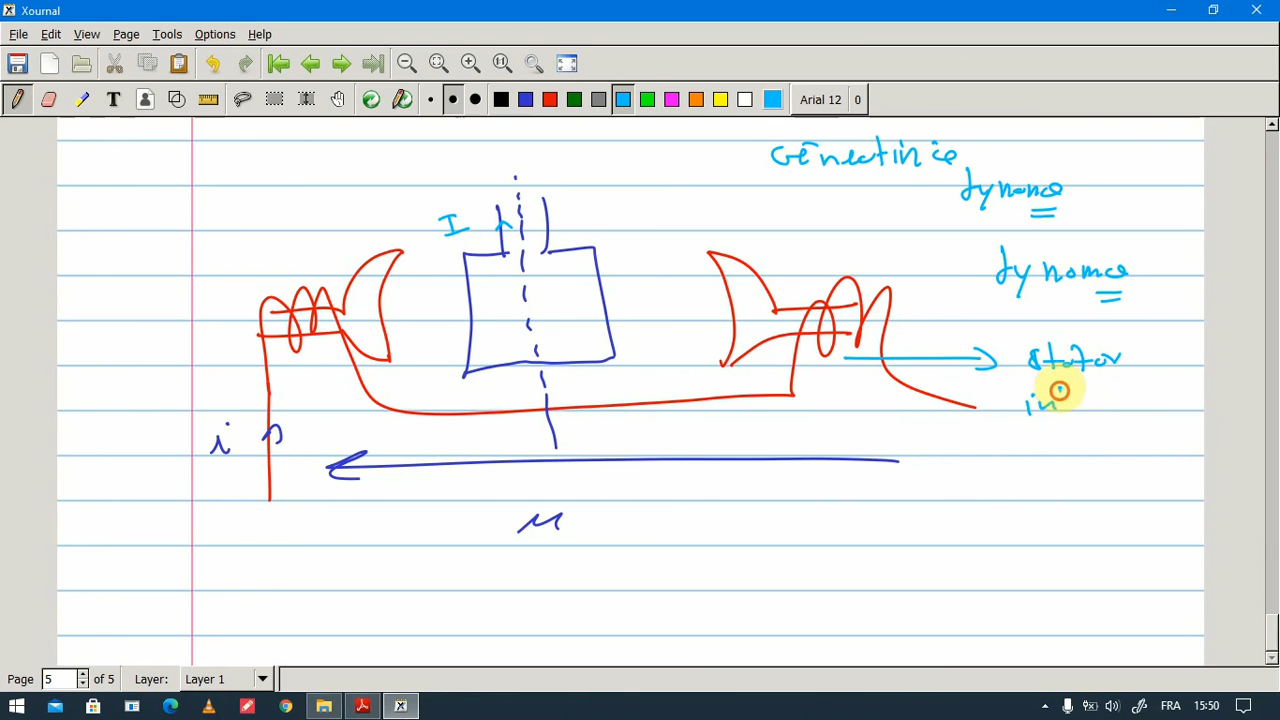 Xournal
File Edit View Page Tools Options Help
Arial 12 0
Génératrice
dynamo
dynamo
I
stator
in
i
M
Page 5 of 5 Layer: Layer 1
FRA 15:50